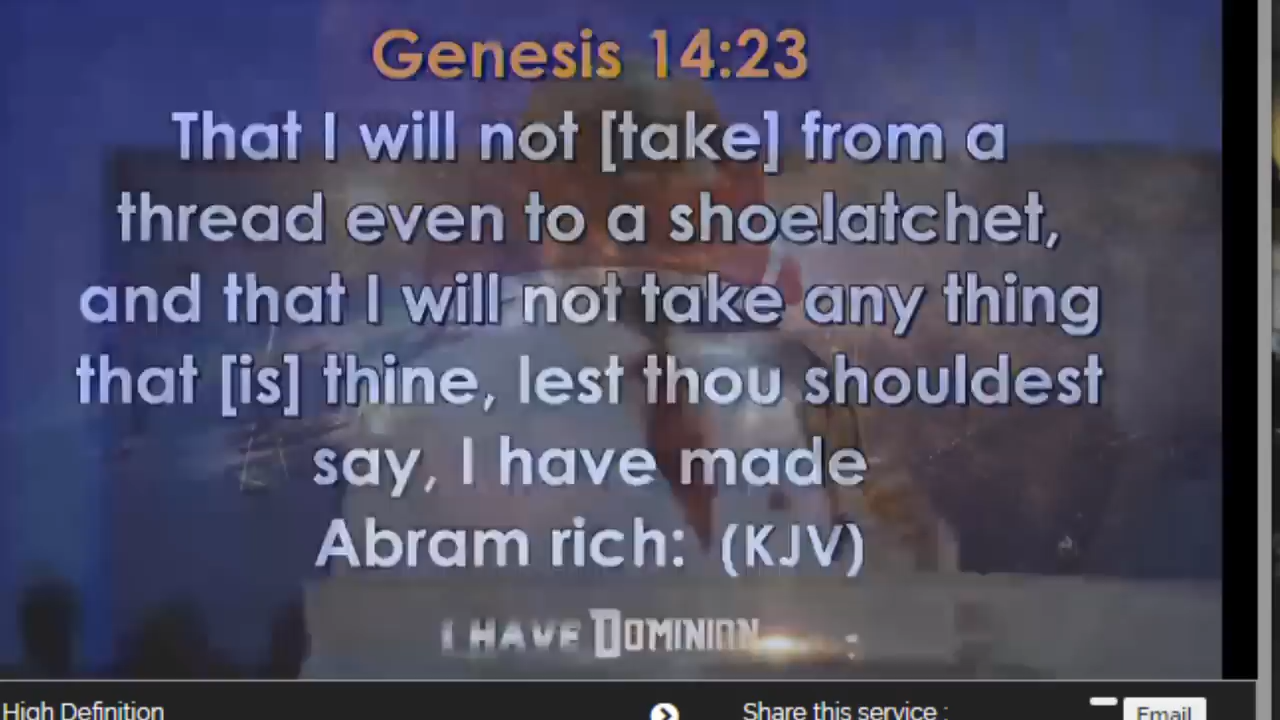 Genesis 14:23
That I will not [take] from a
thread even to a shoelatchet,
and that I will not take any thing
that [is] thine, lest thou shouldest
say, I have made
Abram rich: (KJV)
I HAVE DOMINION
High Definition
Share this service :
Email